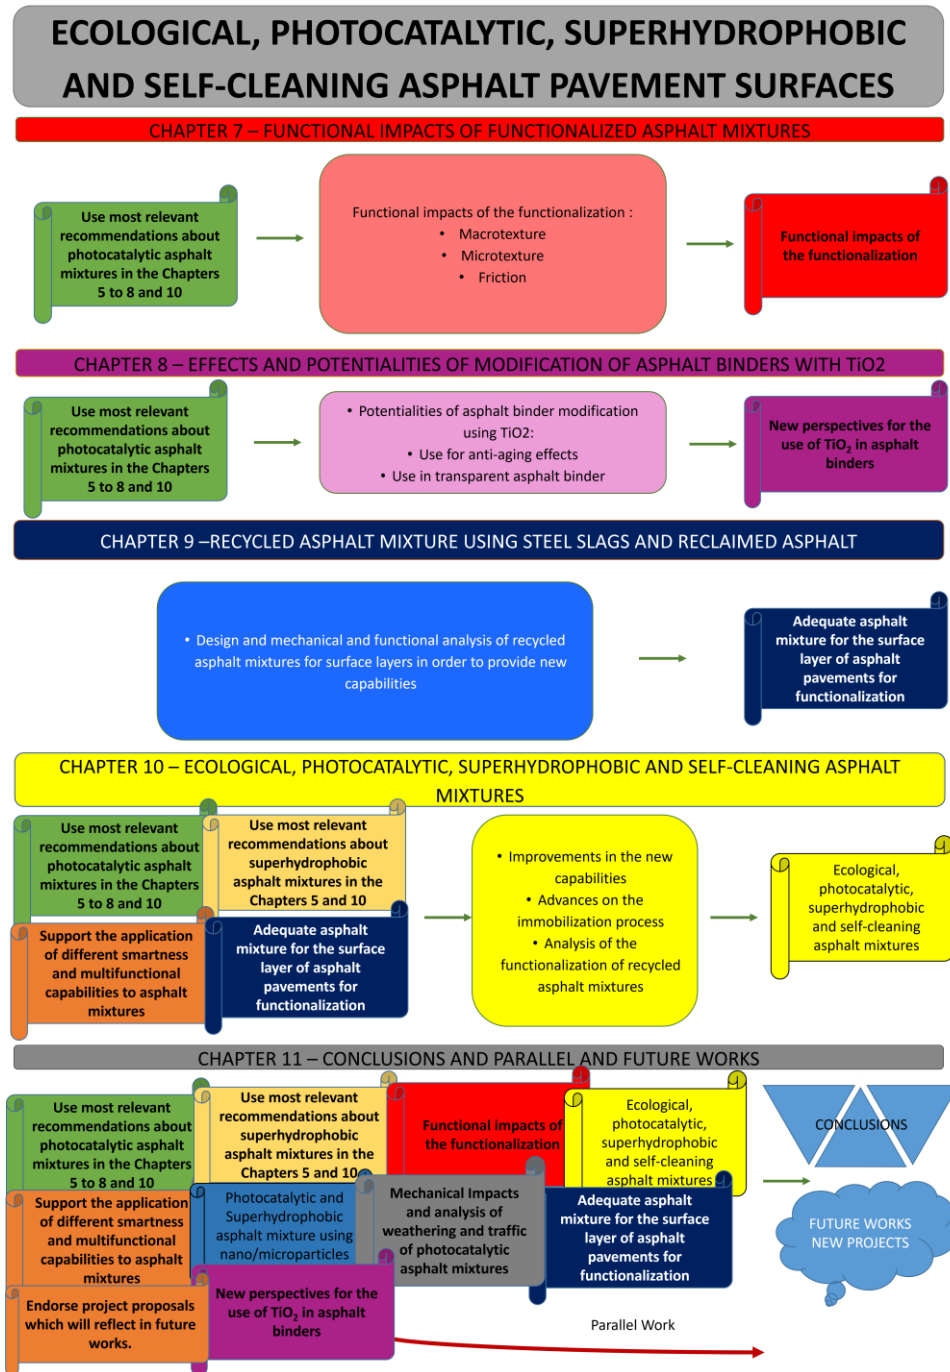 ECOLOGICAL, PHOTOCATALYTIC, SUPERHYDROPHOBIC
AND SELF-CLEANING ASPHALT PAVEMENT SURFACES
CHAPTER 7 – FUNCTIONAL IMPACTS OF FUNCTIONALIZED ASPHALT MIXTURES
Use most relevant
recommendations about
photocatalytic asphalt
mixtures in the Chapters
5 to 8 and 10
Functional impacts of the functionalization :
• Macrotexture
• Microtexture
• Friction
Functional impacts of
the functionalization
CHAPTER 8 – EFFECTS AND POTENTIALITIES OF MODIFICATION OF ASPHALT BINDERS WITH TiO2
Use most relevant
recommendations about
photocatalytic asphalt
mixtures in the Chapters
5 to 8 and 10
• Potentialities of asphalt binder modification
using TiO2:
• Use for anti-aging effects
• Use in transparent asphalt binder
New perspectives for the
use of TiO₂ in asphalt
binders
CHAPTER 9 –RECYCLED ASPHALT MIXTURE USING STEEL SLAGS AND RECLAIMED ASPHALT
• Design and mechanical and functional analysis of recycled
asphalt mixtures for surface layers in order to provide new
capabilities
Adequate asphalt
mixture for the surface
layer of asphalt
pavements for
functionalization
CHAPTER 10 – ECOLOGICAL, PHOTOCATALYTIC, SUPERHYDROPHOBIC AND SELF-CLEANING ASPHALT
MIXTURES
Use most relevant
recommendations about
photocatalytic asphalt
mixtures in the Chapters
5 to 8 and 10
Use most relevant
recommendations about
superhydrophobic
asphalt mixtures in the
Chapters 5 and 10
Support the application
of different smartness
and multifunctional
capabilities to asphalt
mixtures
Adequate asphalt
mixture for the surface
layer of asphalt
pavements for
functionalization
• Improvements in the new
capabilities
• Advances on the
immobilization process
• Analysis of the
functionalization of recycled
asphalt mixtures
Ecological,
photocatalytic,
superhydrophobic
and self-cleaning
asphalt mixtures
CHAPTER 11 – CONCLUSIONS AND PARALLEL AND FUTURE WORKS
Use most relevant
recommendations about
photocatalytic asphalt
mixtures in the Chapters
5 to 8 and 10
Use most relevant
recommendations about
superhydrophobic
asphalt mixtures in the
Chapters 5 and 10
Functional impacts of
the functionalization
Ecological,
photocatalytic,
superhydrophobic
and self-cleaning
asphalt mixtures
CONCLUSIONS
Support the application
of different smartness
and multifunctional
capabilities to asphalt
mixtures
Photocatalytic and
Superhydrophobic
asphalt mixture using
nano/microparticles
Mechanical Impacts
and analysis of
weathering and traffic
of photocatalytic
asphalt mixtures
Adequate asphalt
mixture for the surface
layer of asphalt
pavements for
functionalization
FUTURE WORKS
NEW PROJECTS
Endorse project proposals
which will reflect in future
works.
New perspectives for the
use of TiO₂ in asphalt
binders
Parallel Work